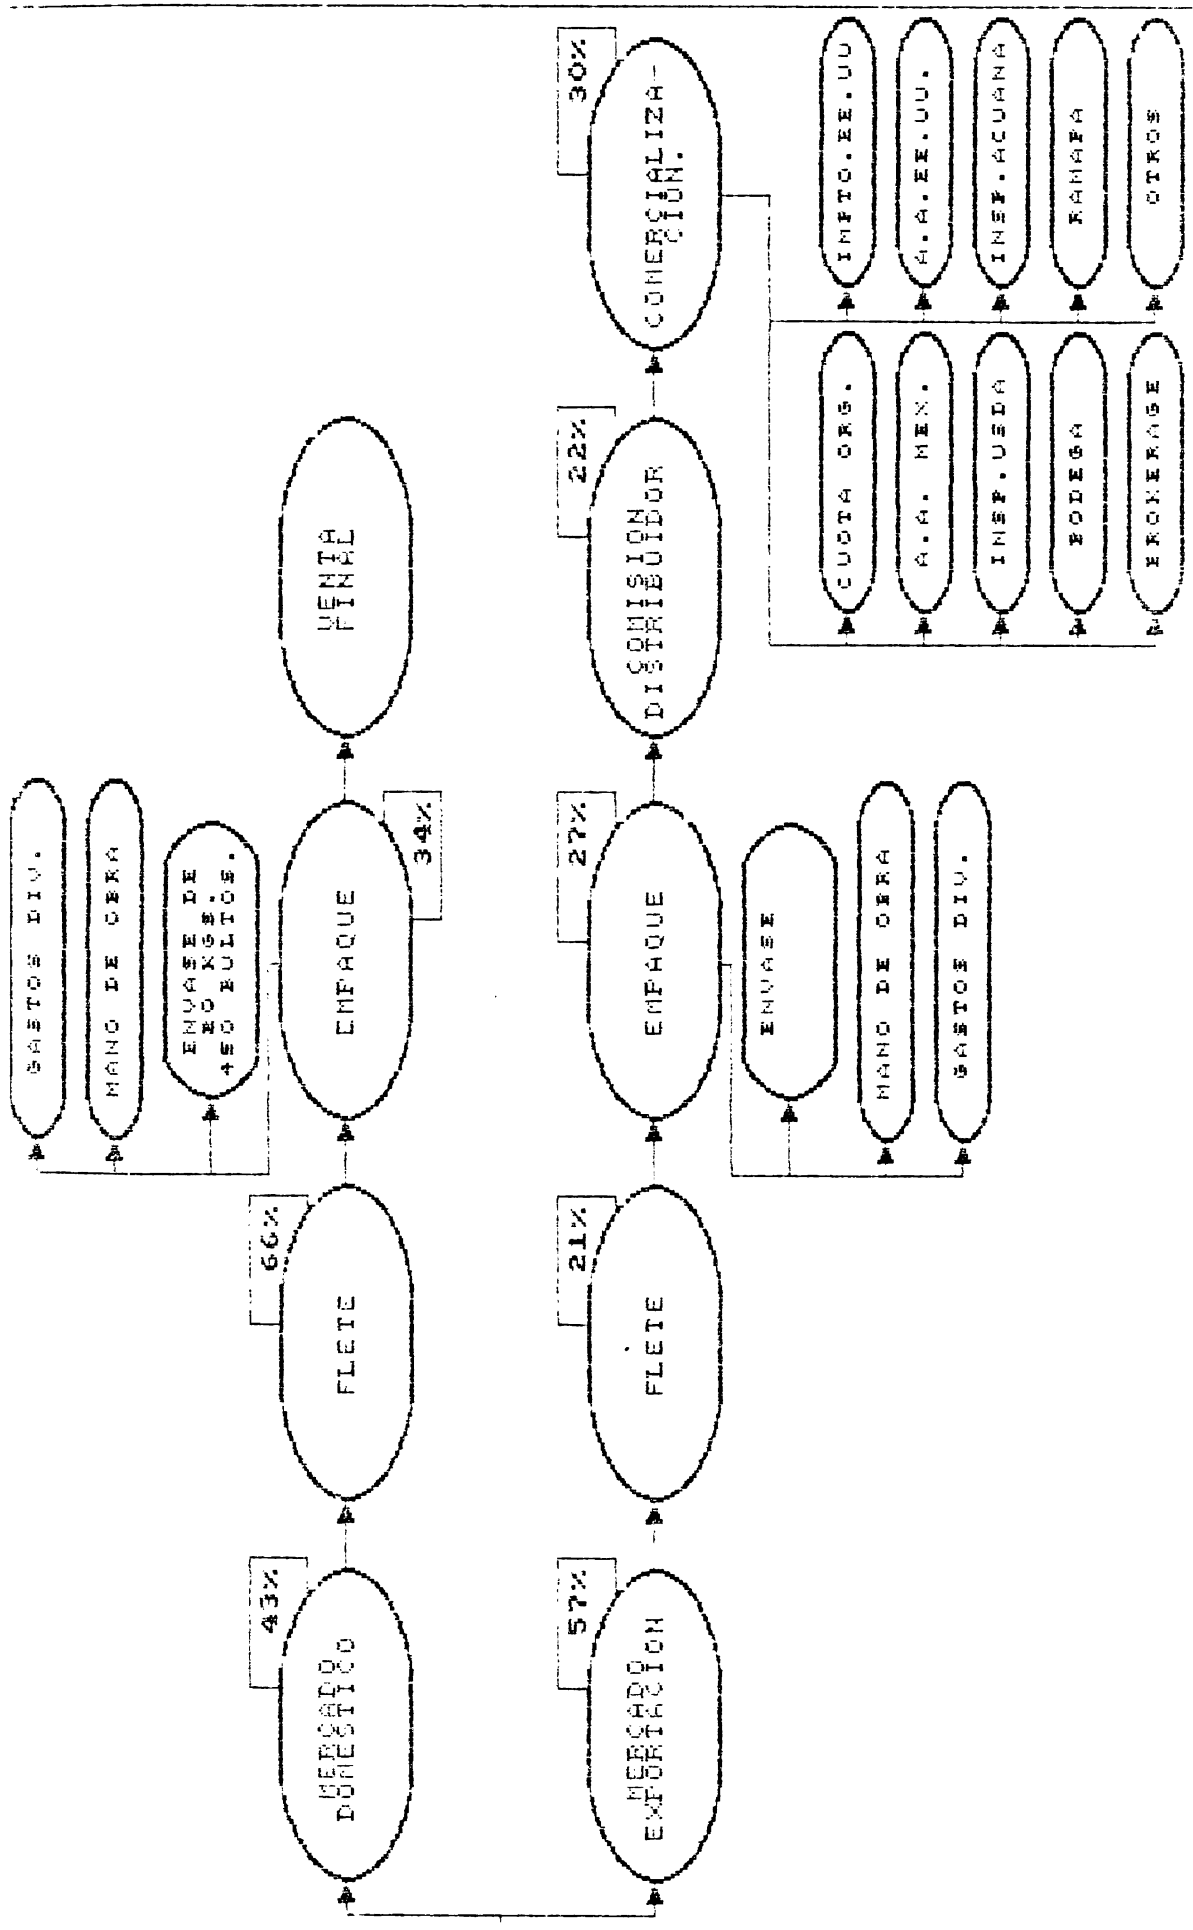 GASTOS DIV.
MANO DE OBRA
ENVASE DE
20 KGS.
450 BULTOS.
43%
MERCADO
DOMESTICO
66%
FLETE
EMPAQUE
34%
VENTA
FINAL
57%
MERCADO
EXPORTACION
21%
FLETE
27%
EMPAQUE
22%
COMISION
DISTRIBUIDOR
30%
COMERCIALIZA-
CION.
ENVASE
MANO DE OBRA
GASTOS DIV.
CUOTA ORG.
IMPTO.EE.UU
A.A. MEX.
A.A.EE.UU.
INSP.USDA
INSP.ADUANA
BODEGA
RAMAPA
BROKERAGE
OTROS